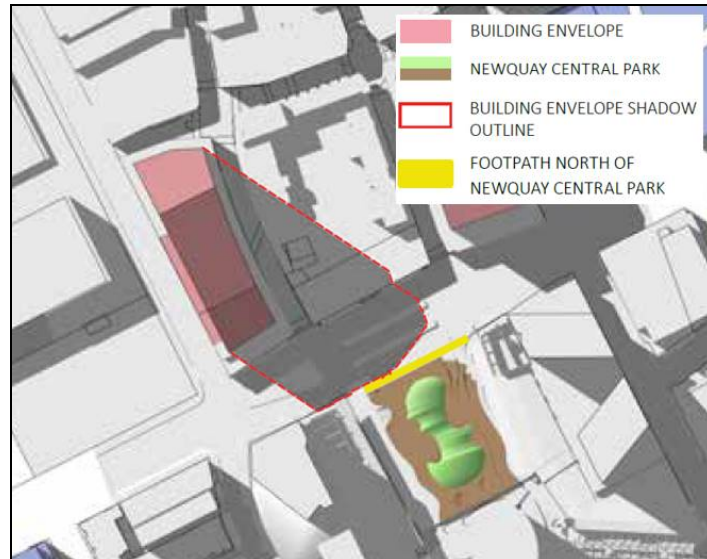 BUILDING ENVELOPE
NEWQUAY CENTRAL PARK
BUILDING ENVELOPE SHADOW
OUTLINE
FOOTPATH NORTH OF
NEWQUAY CENTRAL PARK